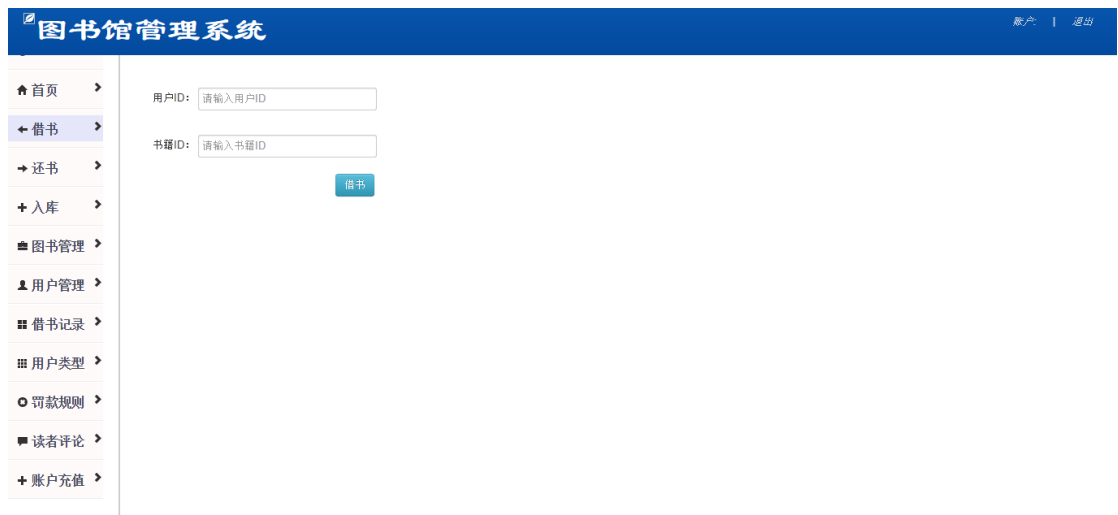 图书馆管理系统
账户: | 退出
首页
借书
还书
入库
图书管理
用户管理
借书记录
用户类型
罚款规则
读者评论
账户充值
用户ID: 请输入用户ID
书籍ID: 请输入书籍ID
借书